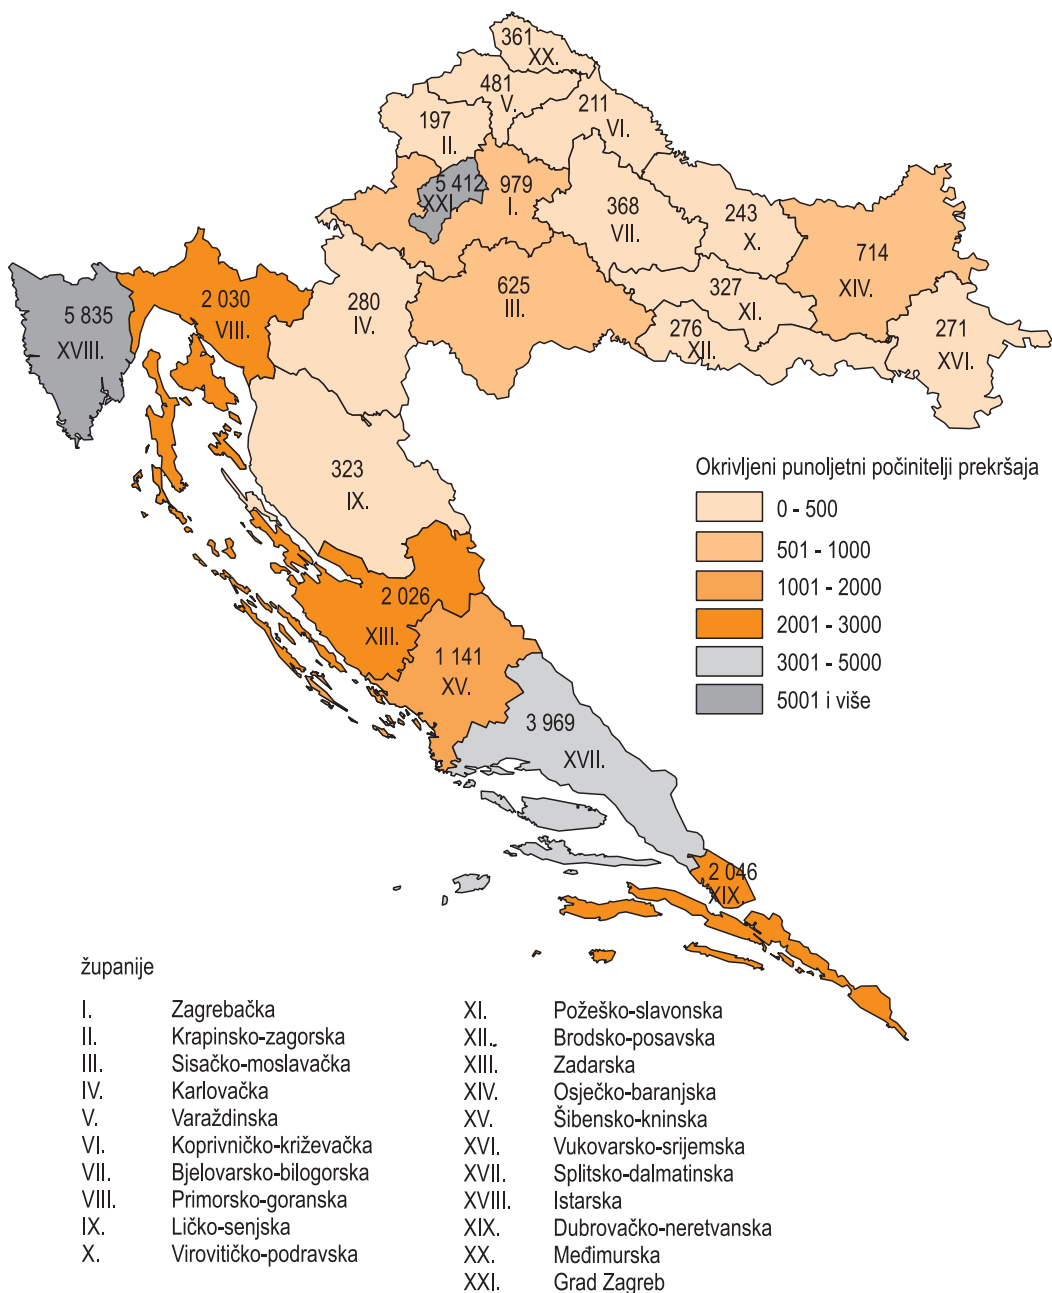 361
XX.
481
V.
211
VI.
197
II.
5 412
XXI.
979
I.
368
VII.
243
X.
714
XIV.
5 835
XVIII.
2 030
VIII.
280
IV.
625
III.
327
XI.
276
XII.
271
XVI.
323
IX.
2 026
XIII.
1 141
XV.
3 969
XVII.
2 046
XIX.
Okrivljeni punoljetni počinitelji prekršaja
0 - 500
501 - 1000
1001 - 2000
2001 - 3000
3001 - 5000
5001 i više
županije
I. Zagrebačka
II. Krapinsko-zagorska
III. Sisačko-moslavačka
IV. Karlovačka
V. Varaždinska
VI. Koprivničko-križevačka
VII. Bjelovarsko-bilogorska
VIII. Primorsko-goranska
IX. Ličko-senjska
X. Virovitičko-podravska
XI. Požeško-slavonska
XII. Brodsko-posavska
XIII. Zadarska
XIV. Osječko-baranjska
XV. Šibensko-kninska
XVI. Vukovarsko-srijemska
XVII. Splitsko-dalmatinska
XVIII. Istarska
XIX. Dubrovačko-neretvanska
XX. Međimurska
XXI. Grad Zagreb